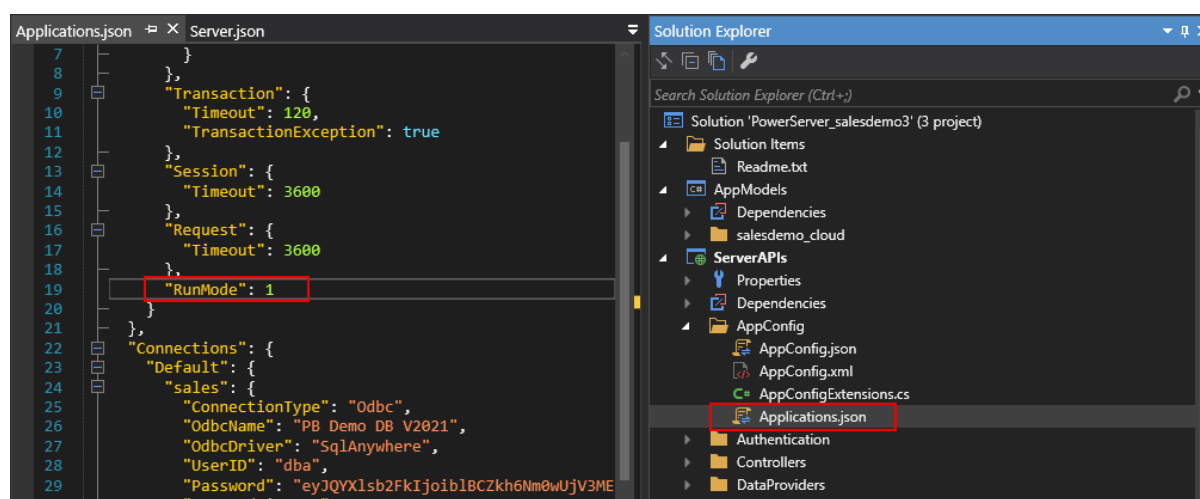 Applications.json
Server.json
7 }
8 },
9 "Transaction": {
10 "Timeout": 120,
11 "TransactionException": true
12 },
13 "Session": {
14 "Timeout": 3600
15 },
16 "Request": {
17 "Timeout": 3600
18 },
19 "RunMode": 1
20 }
21 },
22 "Connections": {
23 "Default": {
24 "sales": {
25 "ConnectionType": "Odbc",
26 "OdbcName": "PB Demo DB V2021",
27 "OdbcDriver": "SqlAnywhere",
28 "UserID": "dba",
29 "Password": "eyJQYXlsb2FkIjoiblBCZkh6Nm0wUjV3ME
Solution Explorer
Search Solution Explorer (Ctrl+;)
Solution 'PowerServer_salesdemo3' (3 project)
Solution Items
Readme.txt
C# AppModels
Dependencies
salesdemo_cloud
ServerAPIs
Properties
Dependencies
AppConfig
AppConfig.json
AppConfig.xml
C# AppConfigExtensions.cs
Applications.json
Authentication
Controllers
DataProviders